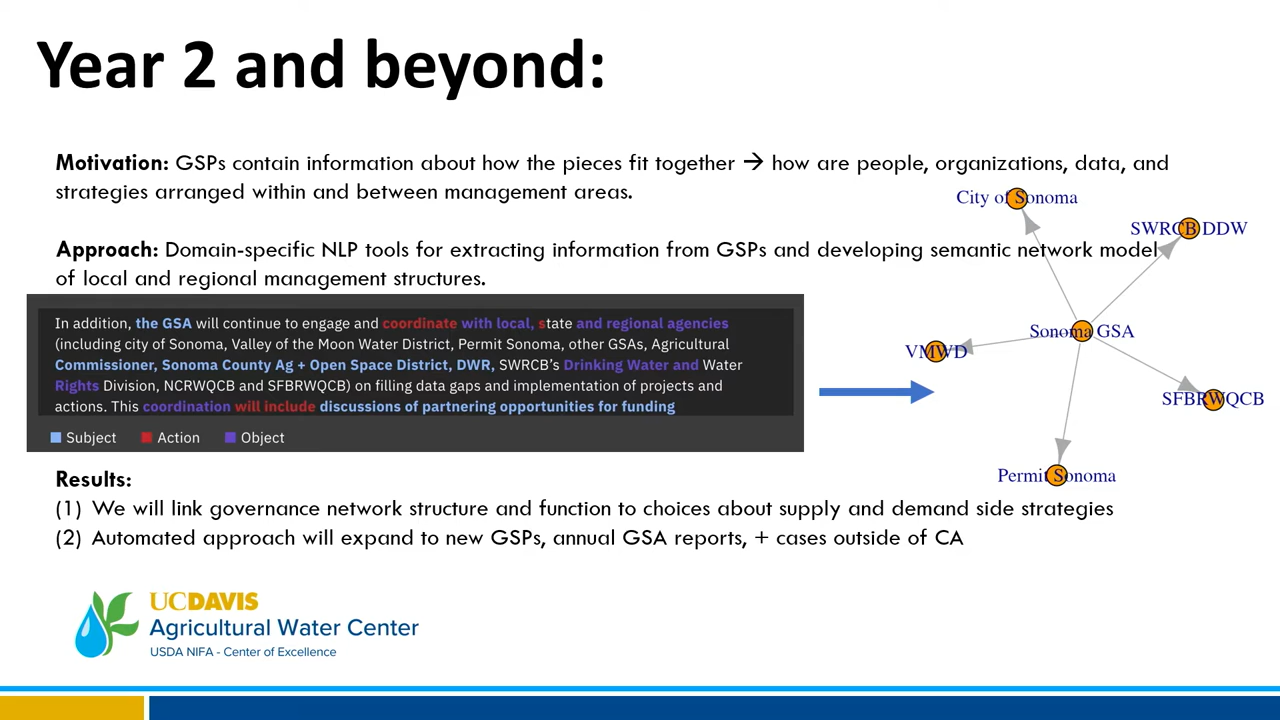 Year 2 and beyond:
Motivation: GSPs contain information about how the pieces fit together → how are people, organizations, data, and
strategies arranged within and between management areas.
Approach: Domain-specific NLP tools for extracting information from GSPs and developing semantic network model
of local and regional management structures.
In addition, the GSA will continue to engage and coordinate with local, state and regional agencies
(including city of Sonoma, Valley of the Moon Water District, Permit Sonoma, other GSAs, Agricultural
Commissioner, Sonoma County Ag + Open Space District, DWR, SWRCB's Drinking Water and Water
Rights Division, NCRWQCB and SFBRWQCB) on filling data gaps and implementation of projects and
actions. This coordination will include discussions of partnering opportunities for funding
Subject Action Object
City of Sonoma
SWRCB DDW
Sonoma GSA
VMWD
SFBRWQCB
Permit Sonoma
Results:
(1) We will link governance network structure and function to choices about supply and demand side strategies
(2) Automated approach will expand to new GSPs, annual GSA reports, + cases outside of CA
UCDAVIS
Agricultural Water Center
USDA NIFA - Center of Excellence